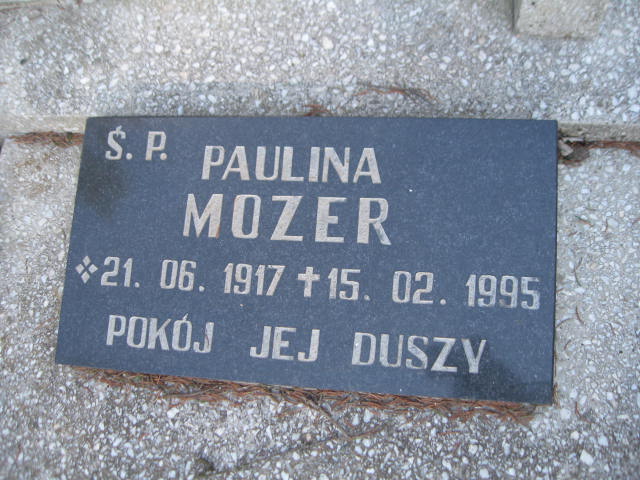 Ś. P. PAULINA
MOZER
❖ 21. 06. 1917 ✝ 15. 02. 1995
POKÓJ JEJ DUSZY